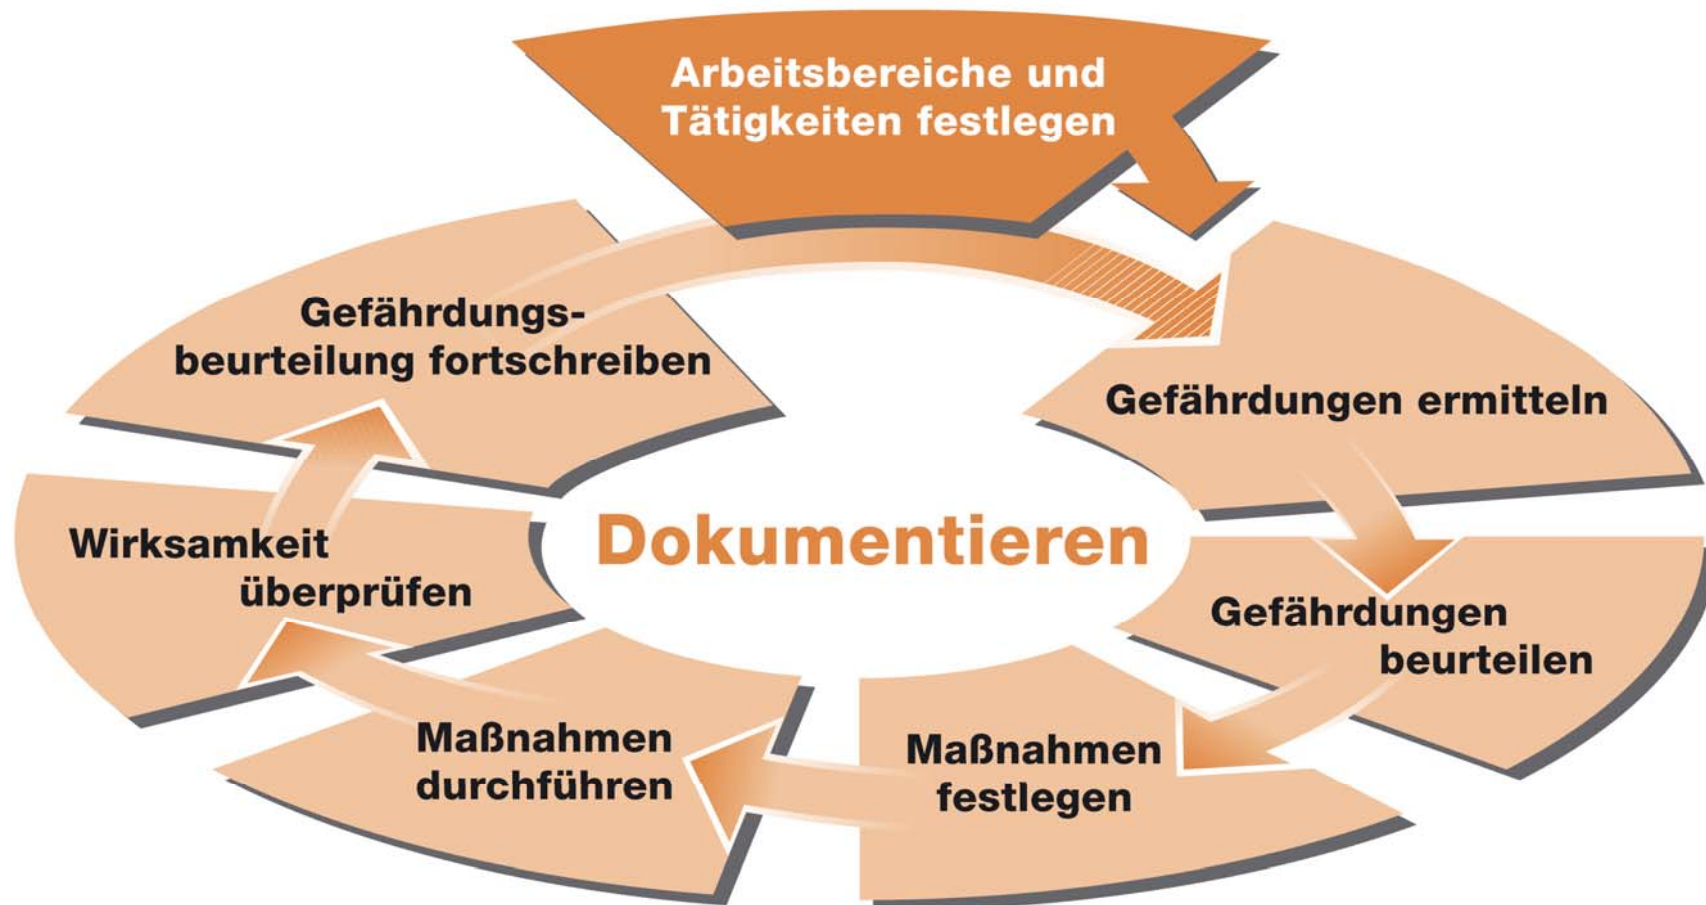 Arbeitsbereiche und
Tätigkeiten festlegen
Gefährdungen ermitteln
Gefährdungen
beurteilen
Maßnahmen
festlegen
Maßnahmen
durchführen
Wirksamkeit
überprüfen
Gefährdungs-
beurteilung fortschreiben
Dokumentieren